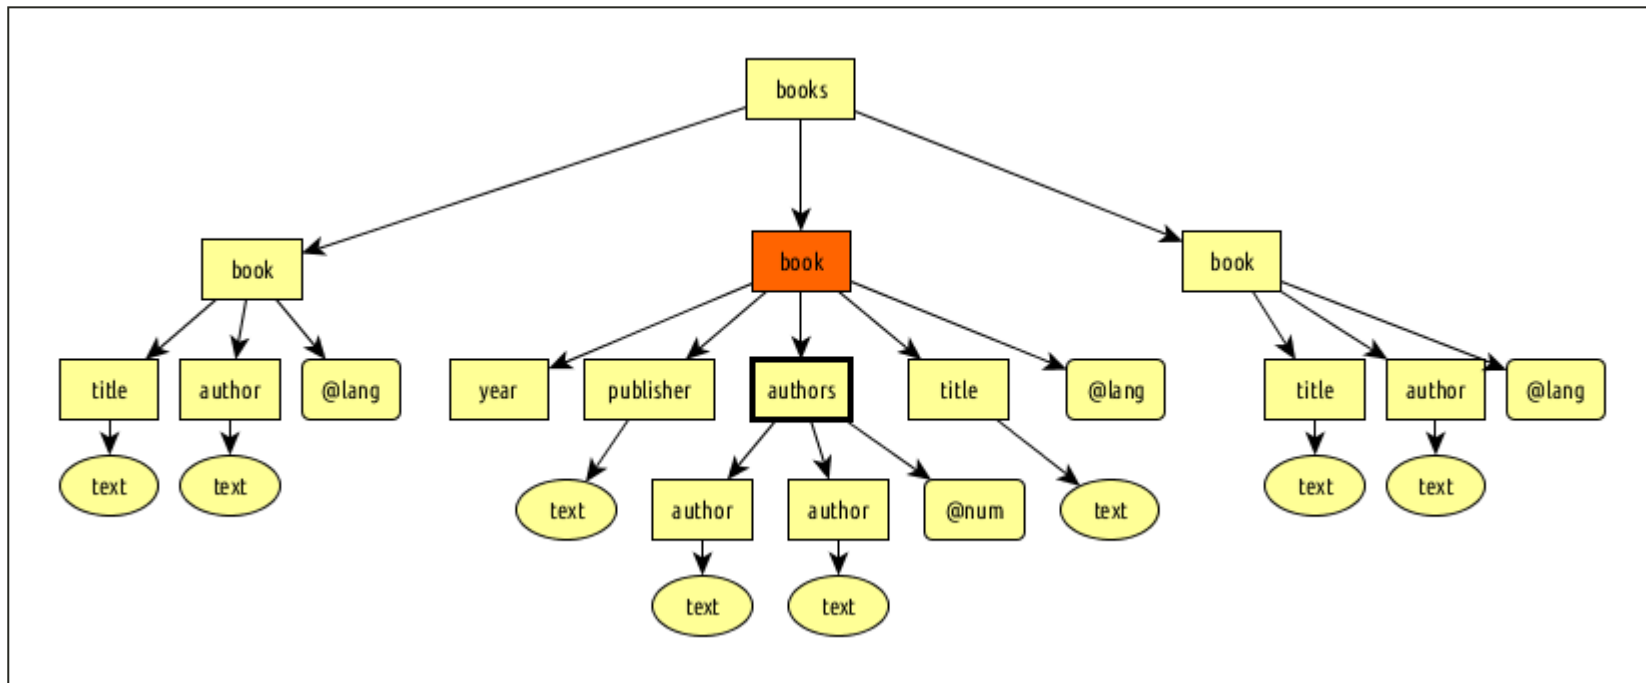 books
book
book
book
title
author
@lang
year
publisher
authors
title
@lang
title
author
@lang
text
text
text
author
author
@num
text
text
text
text
text